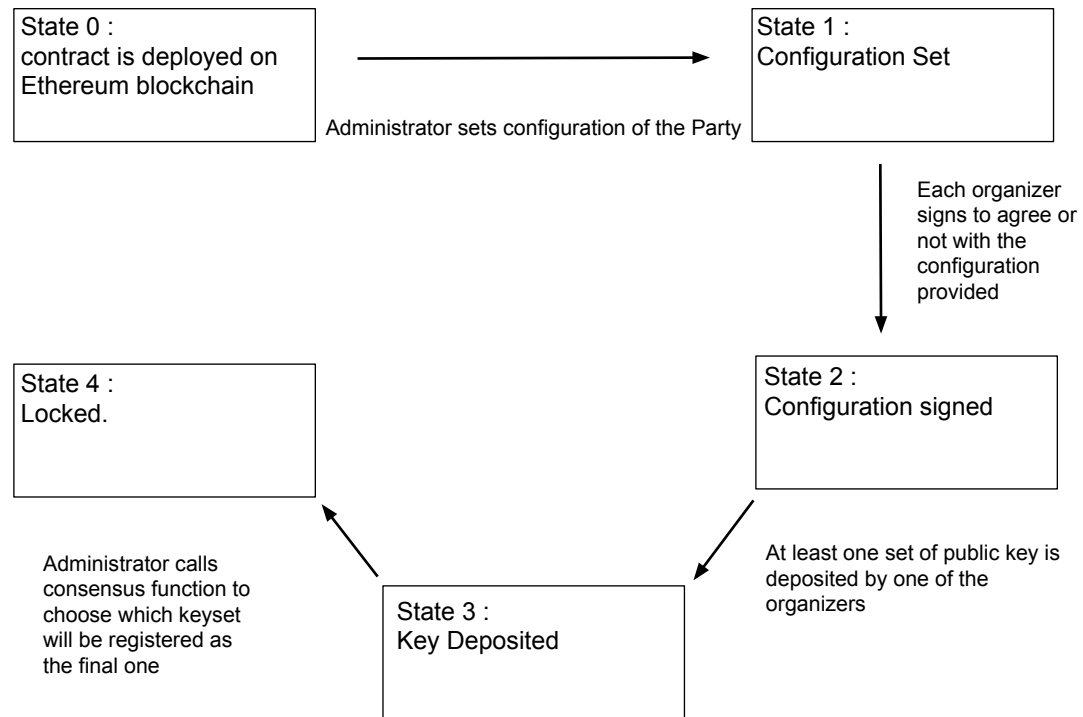 State 0 :
contract is deployed on
Ethereum blockchain
Administrator sets configuration of the Party
State 1 :
Configuration Set
Each organizer
signs to agree or
not with the
configuration
provided
State 2 :
Configuration signed
At least one set of public key is
deposited by one of the
organizers
State 3 :
Key Deposited
Administrator calls
consensus function to
choose which keyset
will be registered as
the final one
State 4 :
Locked.